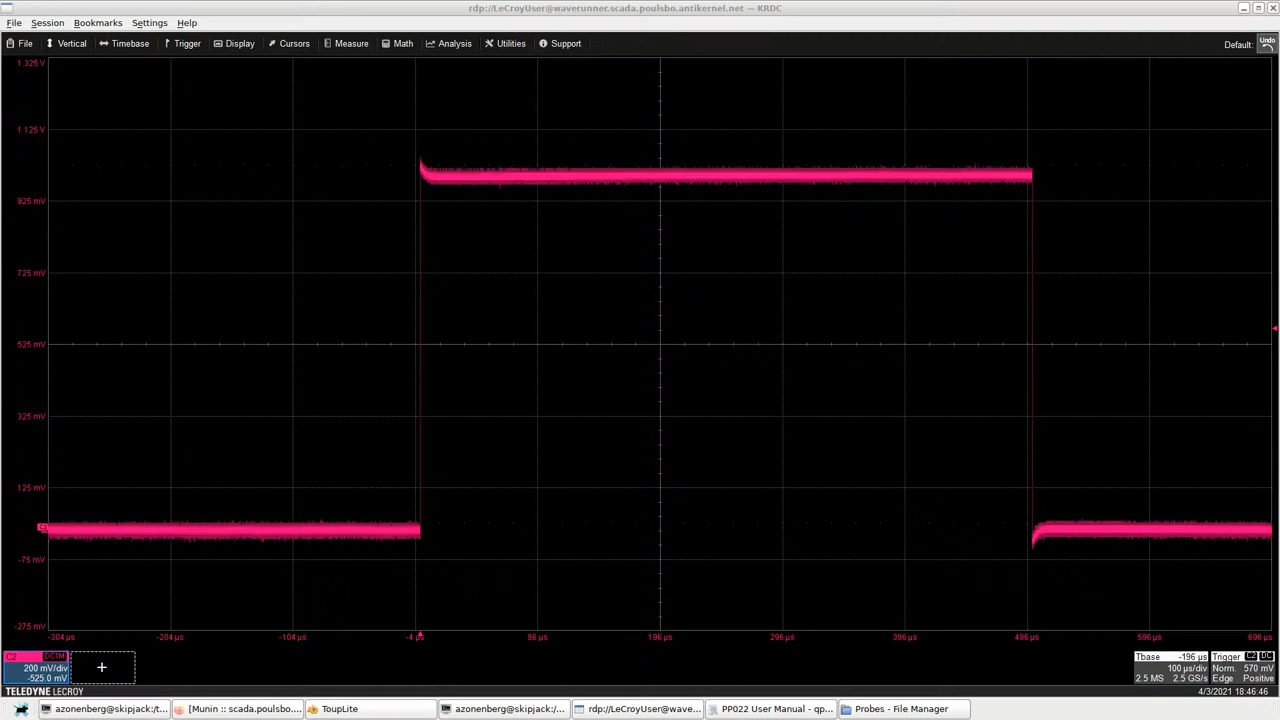 rdp://LeCroyUser@waverunner.scada.poulsbo.antikernel.net — KRDC
File Session Bookmarks Settings Help
File Vertical Timebase Trigger Display Cursors Measure Math Analysis Utilities Support Default: Undo
1.325 V
1.125 V
925 mV
725 mV
525 mV
325 mV
125 mV
C2
-75 mV
-275 mV
-304 µs -204 µs -104 µs -4 µs 96 µs 196 µs 296 µs 396 µs 496 µs 596 µs 696 µs
C2 DC1M
200 mV/div
-525.0 mV
+
Tbase -196 µs
100 µs/div
2.5 MS 2.5 GS/s
Trigger C2 DC
Norm. 570 mV
Edge Positive
TELEDYNE LECROY 4/3/2021 18:46:46
azonenberg@skipjack:/t... [Munin :: scada.poulsbo.... ToupLite azonenberg@skipjack:/... rdp://LeCroyUser@wave... PP022 User Manual - qp... Probes - File Manager